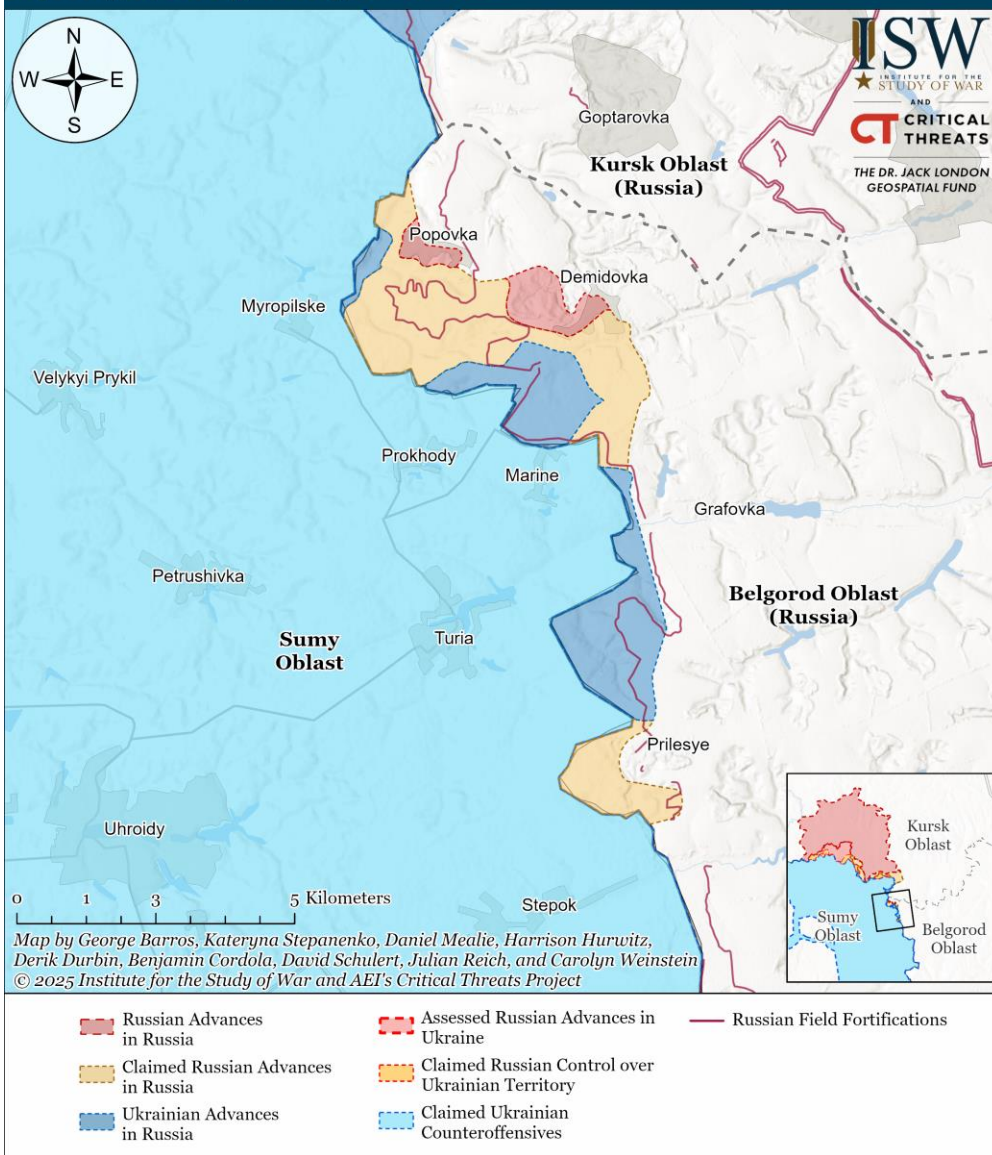 N
W E
S
ISW
INSTITUTE FOR THE
STUDY OF WAR
AND
CT CRITICAL
THREATS
THE DR. JACK LONDON
GEOSPATIAL FUND
Goptarovka
Kursk Oblast
(Russia)
Popovka
Demidovka
Myropilske
Velykyi Prykil
Prokhody
Marine
Grafovka
Petrushivka
Belgorod Oblast
(Russia)
Sumy
Oblast
Turia
Prilesye
Uhroidy
Stepok
0 1 3 5 Kilometers
Kursk
Oblast
Sumy
Oblast
Belgorod
Oblast
Map by George Barros, Kateryna Stepanenko, Daniel Mealie, Harrison Hurwitz,
Derik Durbin, Benjamin Cordola, David Schulert, Julian Reich, and Carolyn Weinstein
© 2025 Institute for the Study of War and AEI's Critical Threats Project
Russian Advances
in Russia
Claimed Russian Advances
in Russia
Ukrainian Advances
in Russia
Assessed Russian Advances in
Ukraine
Claimed Russian Control over
Ukrainian Territory
Claimed Ukrainian
Counteroffensives
Russian Field Fortifications